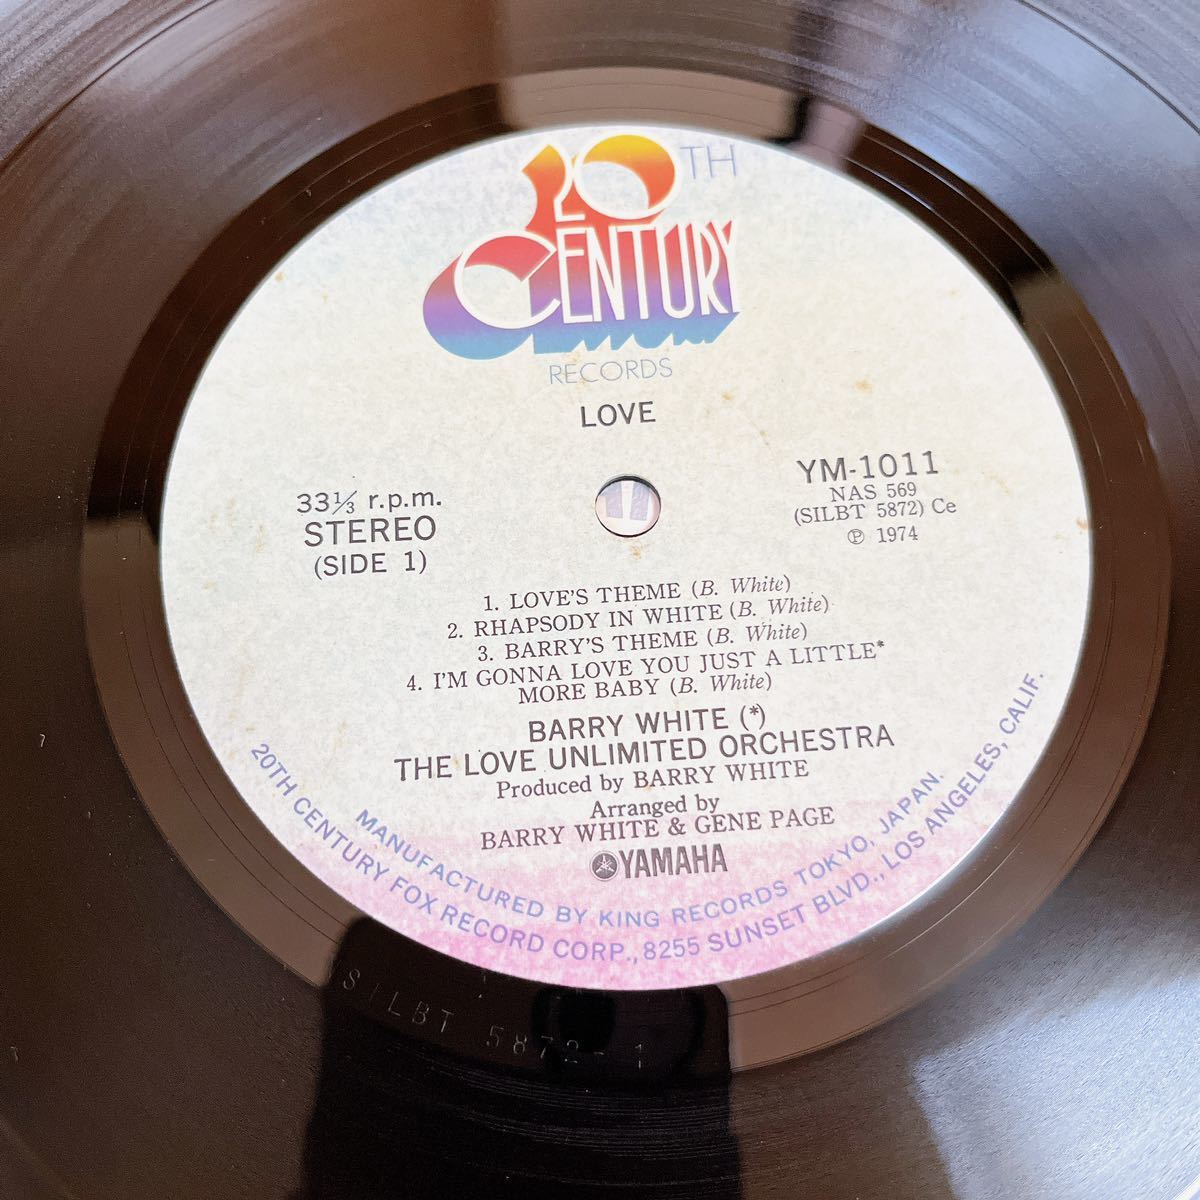 20TH
CENTURY
RECORDS
LOVE
33⅓ r.p.m.
STEREO
(SIDE 1)
YM-1011
NAS 569
(SILBT 5872) Ce
Ⓟ 1974
1. LOVE'S THEME (B. White)
2. RHAPSODY IN WHITE (B. White)
3. BARRY'S THEME (B. White)
4. I'M GONNA LOVE YOU JUST A LITTLE*
MORE BABY (B. White)
BARRY WHITE (*)
THE LOVE UNLIMITED ORCHESTRA
Produced by BARRY WHITE
Arranged by
BARRY WHITE & GENE PAGE
YAMAHA
MANUFACTURED BY KING RECORDS TOKYO, JAPAN.
20TH CENTURY FOX RECORD CORP., 8255 SUNSET BLVD., LOS ANGELES, CALIF.
SILBT 5872-1